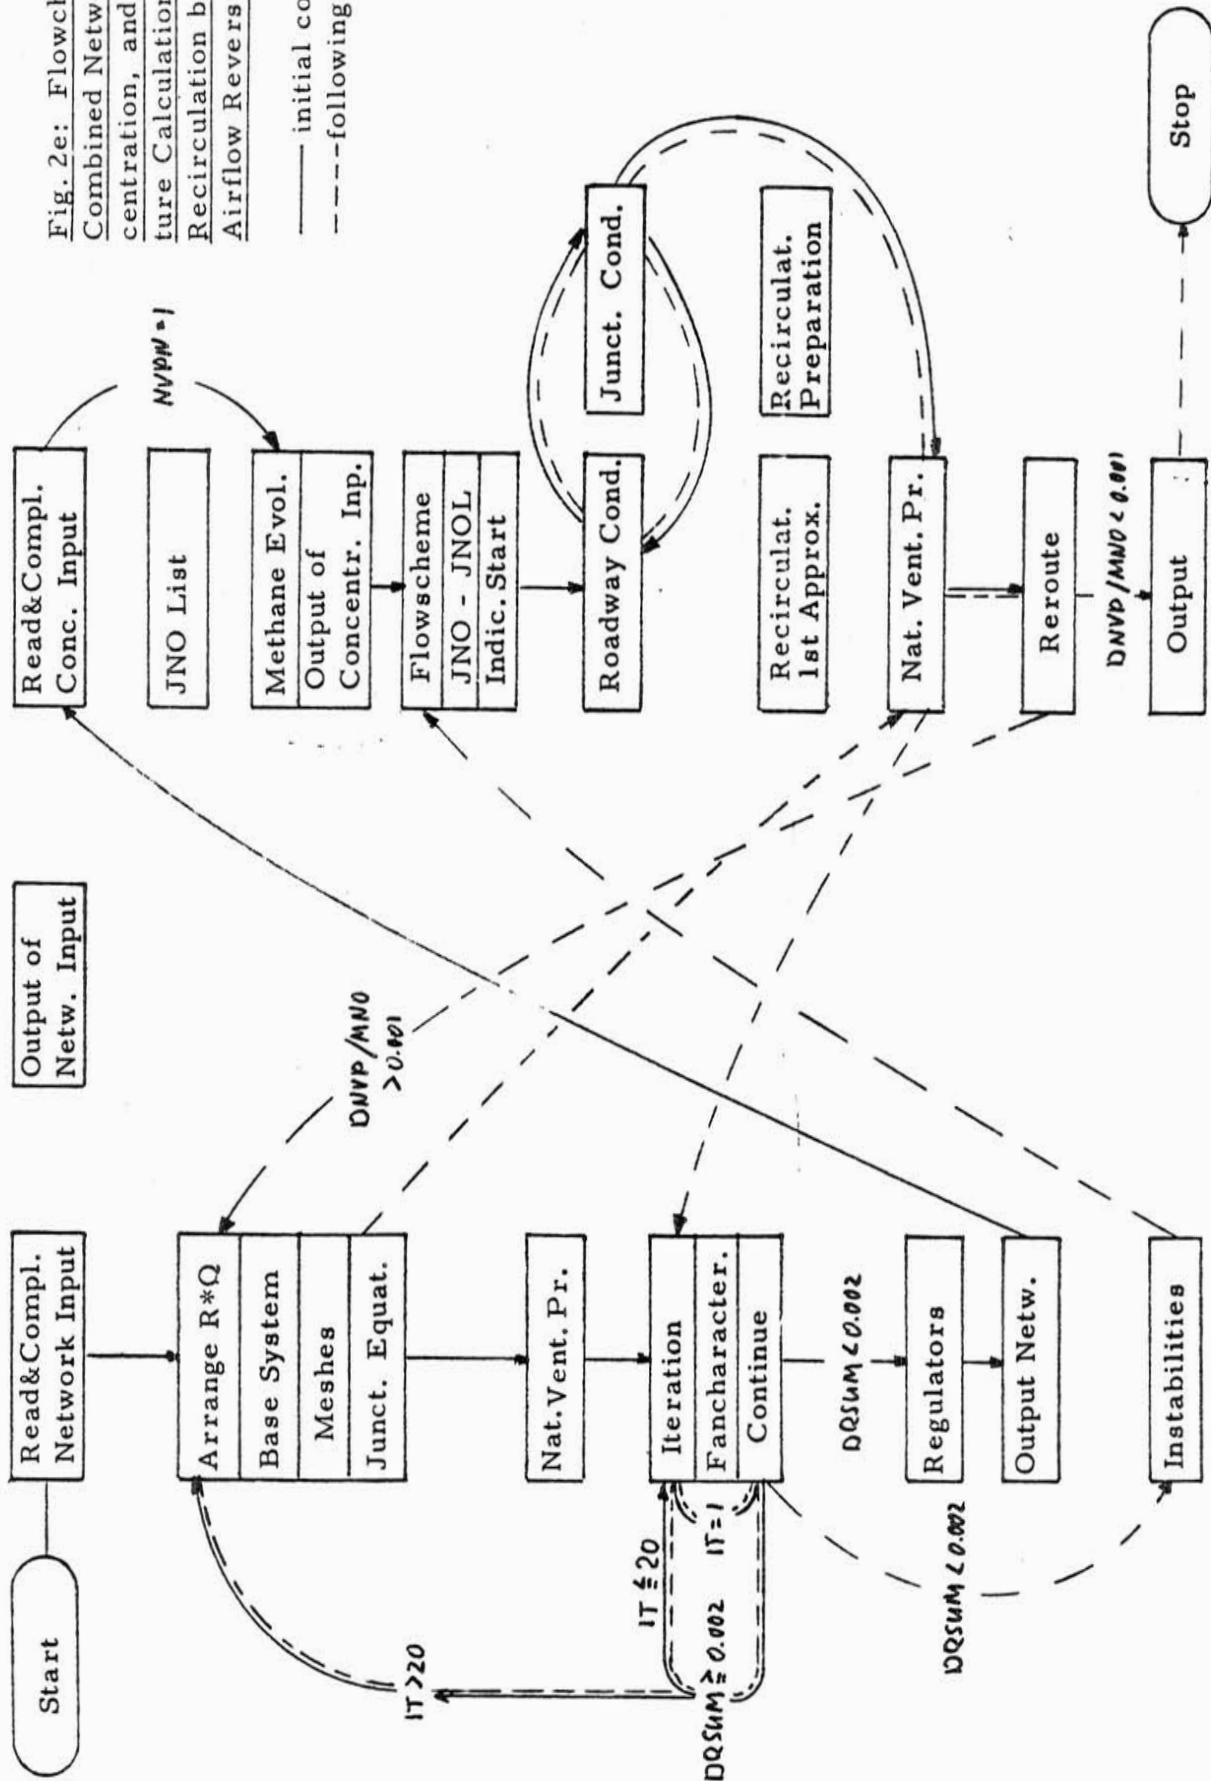 Fig. 2e: Flowch
Combined Netw
centration, and
ture Calculation
Recirculation b
Airflow Revers
initial co
following
Start
Read&Compl.
Network Input
Output of
Netw. Input
Read&Compl.
Conc. Input
NVPN=1
JNO List
Arrange R*Q
Base System
Meshes
Junct. Equat.
Methane Evol.
Output of
Concentr. Inp.
DNVP/MNO
>0.001
Flowscheme
JNO - JNOL
Indic. Start
IT >20
Nat. Vent. Pr.
Roadway Cond.
Junct. Cond.
IT ≦ 20
DQSUM ≧ 0.002
IT=1
Iteration
Fancharacter.
Continue
Recirculat.
1st Approx.
Recirculat.
Preparation
DQSUM < 0.002
Nat. Vent. Pr.
Regulators
Output Netw.
Reroute
DQSUM < 0.002
DNVP/MNO < 0.001
Instabilities
Output
Stop